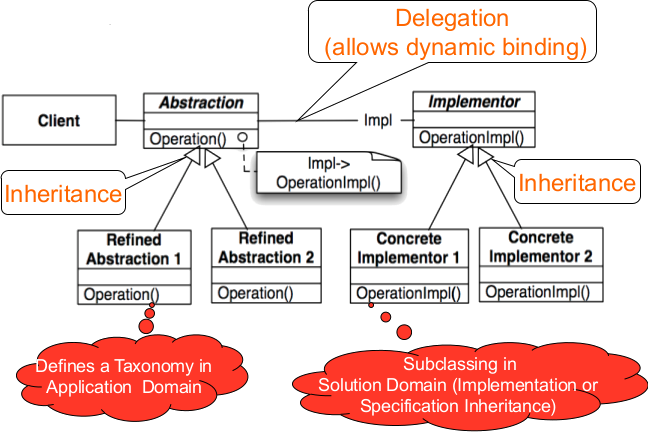 Delegation
(allows dynamic binding)
Client
Abstraction
Operation()
Impl
Implementor
OperationImpl()
Impl->
OperationImpl()
Inheritance
Inheritance
Refined
Abstraction 1
Operation()
Refined
Abstraction 2
Operation()
Concrete
Implementor 1
OperationImpl()
Concrete
Implementor 2
OperationImpl()
Defines a Taxonomy in
Application Domain
Subclassing in
Solution Domain (Implementation or
Specification Inheritance)